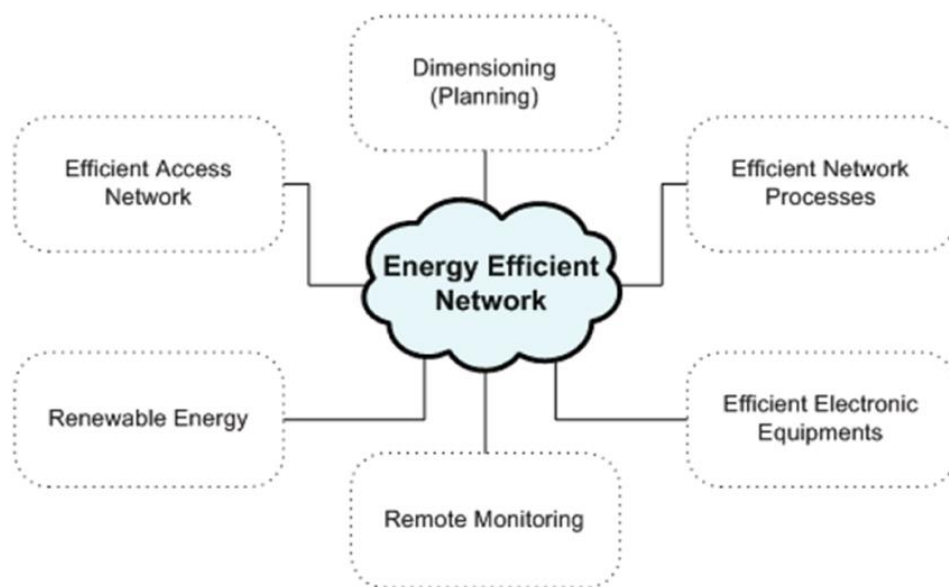 Dimensioning
(Planning)
Efficient Access
Network
Efficient Network
Processes
Energy Efficient
Network
Renewable Energy
Efficient Electronic
Equipments
Remote Monitoring